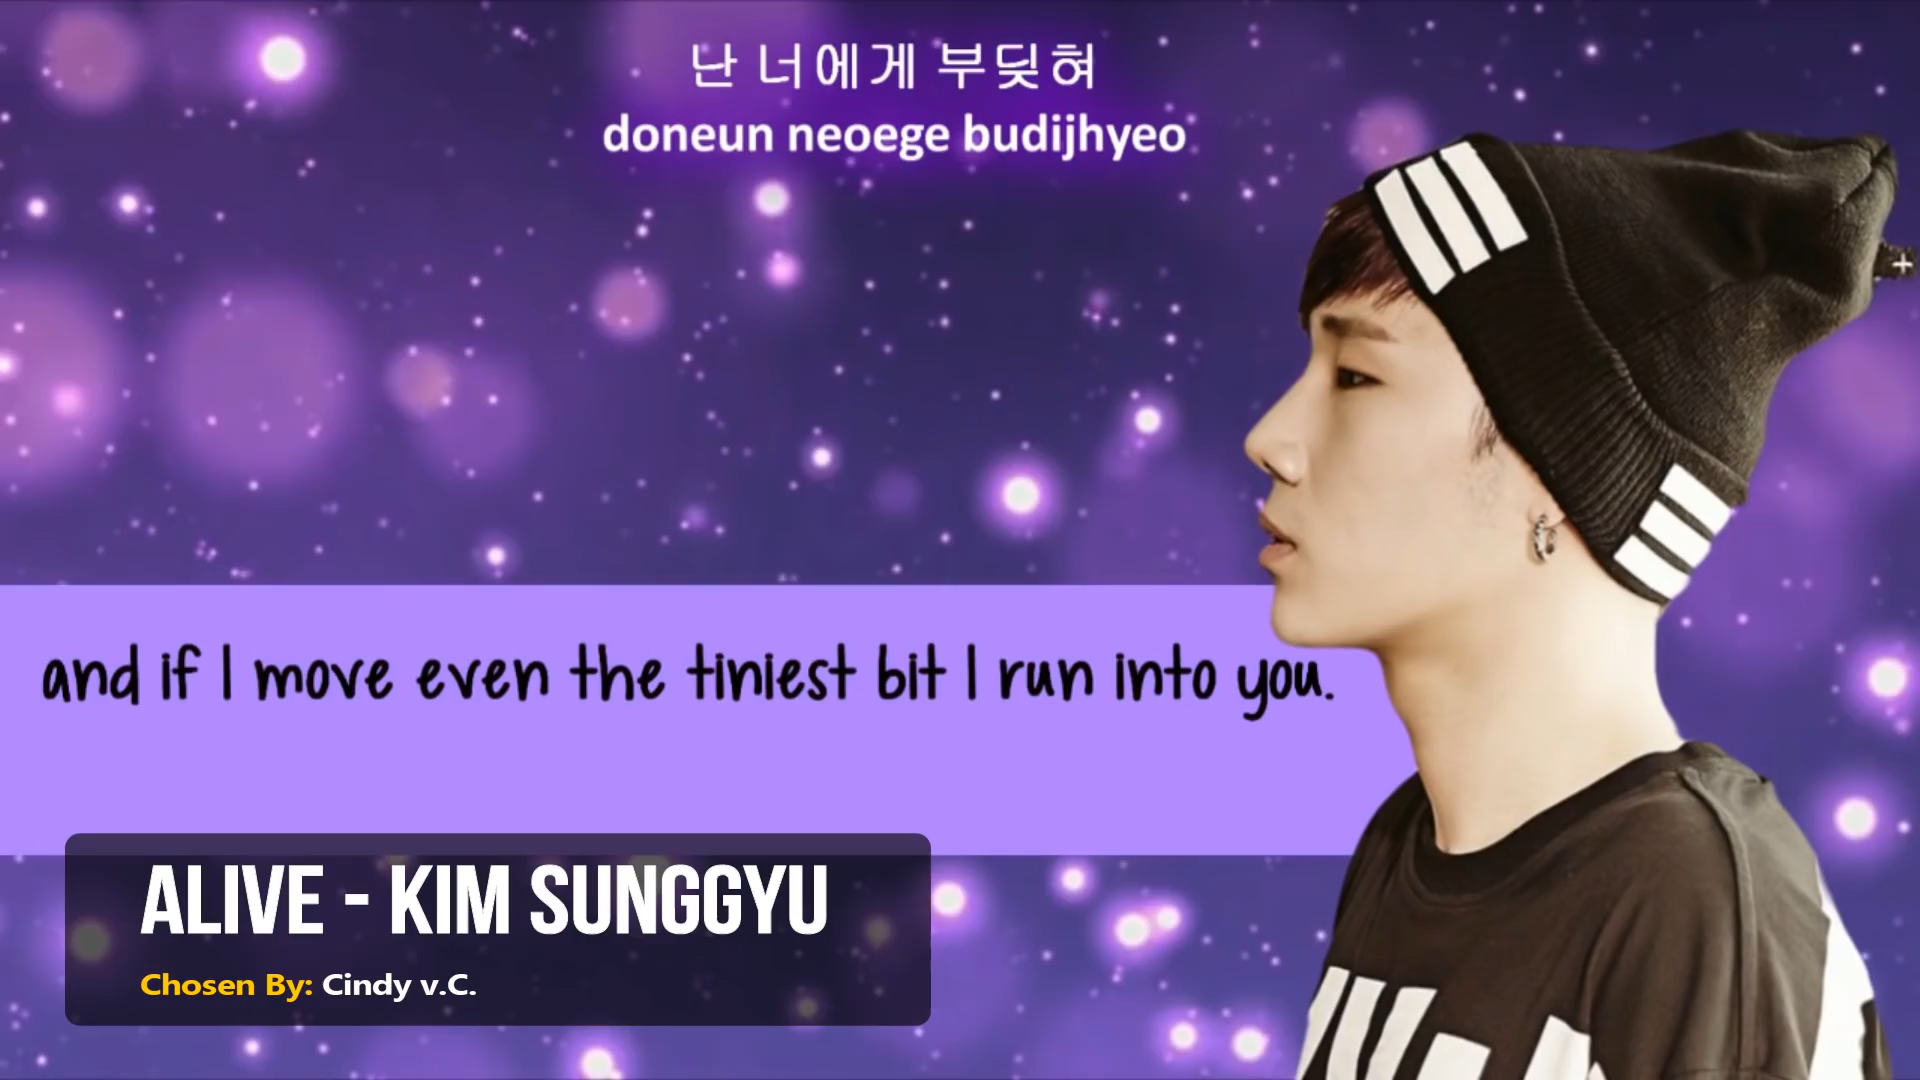 난 너에게 부딪혀
doneun neoege budijhyeo
and if I move even the tiniest bit I run into you.
ALIVE - KIM SUNGGYU
Chosen By: Cindy v.C.